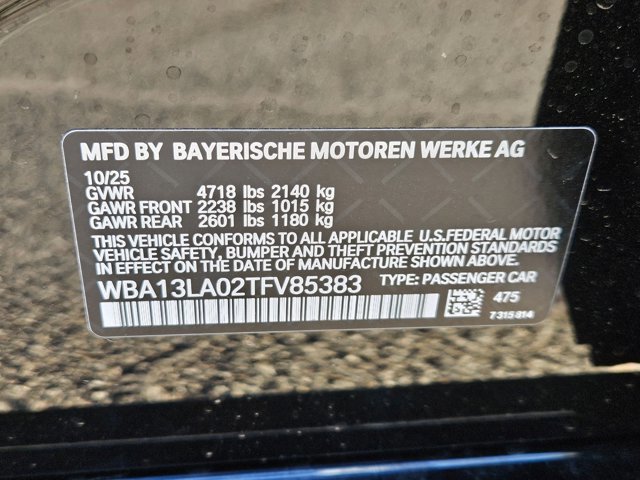 MFD BY BAYERISCHE MOTOREN WERKE AG
10/25
GVWR 4718 lbs 2140 kg
GAWR FRONT 2238 lbs 1015 kg
GAWR REAR 2601 lbs 1180 kg
THIS VEHICLE CONFORMS TO ALL APPLICABLE U.S.FEDERAL MOTOR
VEHICLE SAFETY, BUMPER AND THEFT PREVENTION STANDARDS
IN EFFECT ON THE DATE OF MANUFACTURE SHOWN ABOVE.
WBA13LA02TFV85383 TYPE: PASSENGER CAR
475
7 315 814